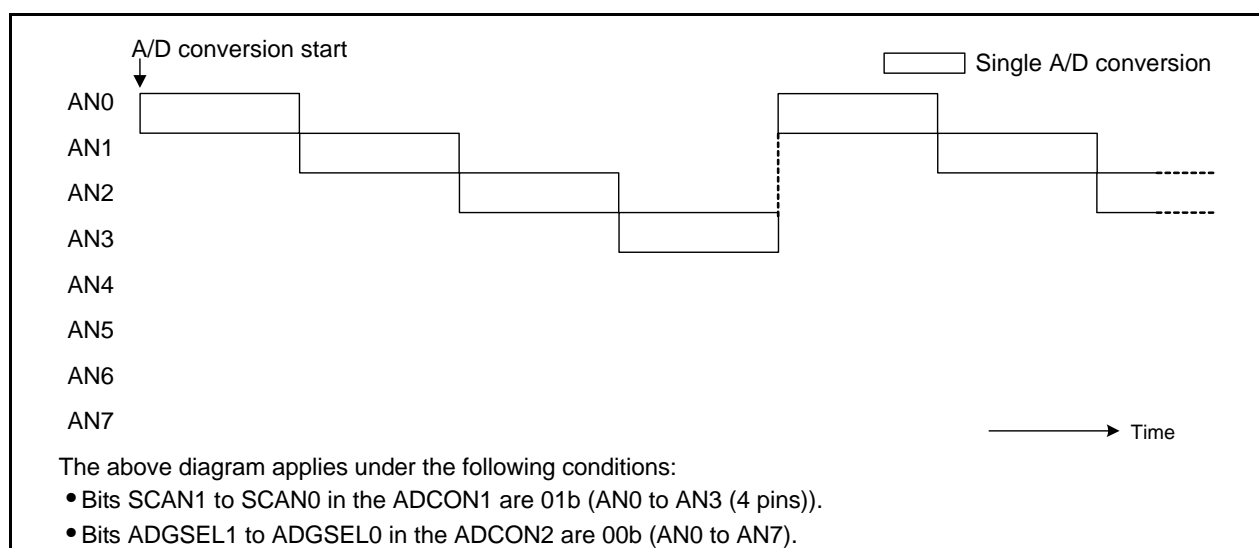 A/D conversion start
Single A/D conversion
AN0
AN1
AN2
AN3
AN4
AN5
AN6
AN7
Time
The above diagram applies under the following conditions:
• Bits SCAN1 to SCAN0 in the ADCON1 are 01b (AN0 to AN3 (4 pins)).
• Bits ADGSEL1 to ADGSEL0 in the ADCON2 are 00b (AN0 to AN7).